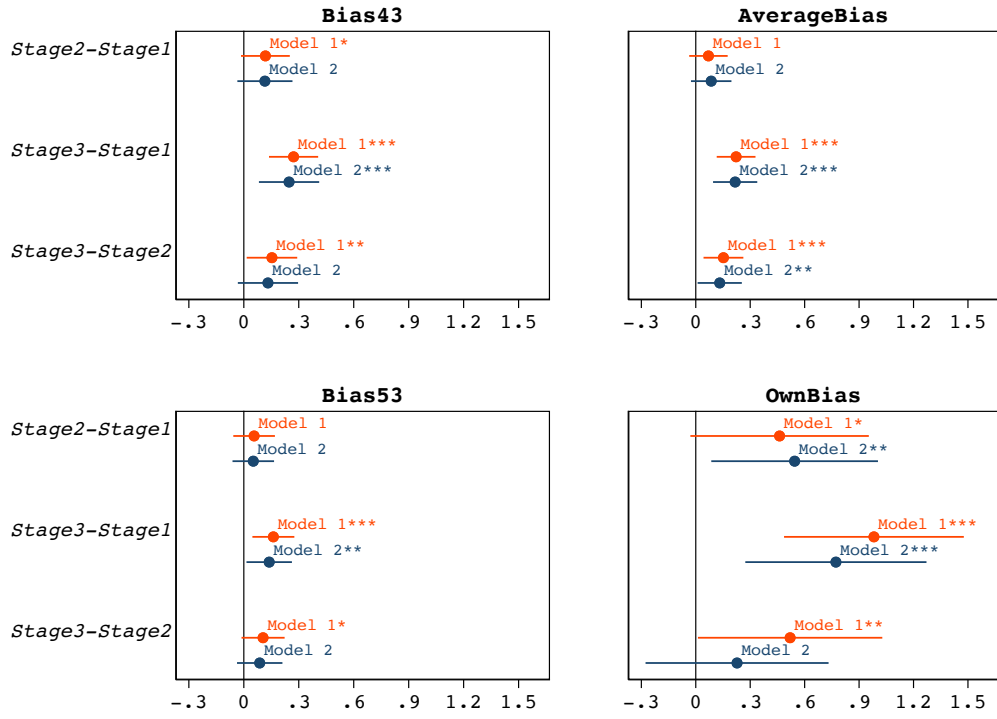 Bias43
Stage2-Stage1
Model 1*
Model 2
Stage3-Stage1
Model 1***
Model 2***
Stage3-Stage2
Model 1**
Model 2
-.3 0 .3 .6 .9 1.2 1.5
AverageBias
Model 1
Model 2
Model 1***
Model 2***
Model 1***
Model 2**
-.3 0 .3 .6 .9 1.2 1.5
Bias53
Stage2-Stage1
Model 1
Model 2
Stage3-Stage1
Model 1***
Model 2**
Stage3-Stage2
Model 1*
Model 2
-.3 0 .3 .6 .9 1.2 1.5
OwnBias
Model 1*
Model 2**
Model 1***
Model 2***
Model 1**
Model 2
-.3 0 .3 .6 .9 1.2 1.5